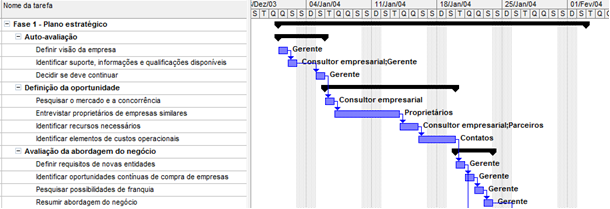 Nome da tarefa
/Dez/03 04/Jan/04 11/Jan/04 18/Jan/04 25/Jan/04 01/Fev/04
Fase 1 - Plano estratégico
Auto-avaliação
Definir visão da empresa Gerente
Identificar suporte, informações e qualificações disponíveis Consultor empresarial;Gerente
Decidir se deve continuar Gerente
Definição da oportunidade
Pesquisar o mercado e a concorrência Consultor empresarial
Entrevistar proprietários de empresas similares Proprietários
Identificar recursos necessários Consultor empresarial;Parceiros
Identificar elementos de custos operacionais Contatos
Avaliação da abordagem do negócio
Definir requisitos de novas entidades Gerente
Identificar oportunidades contínuas de compra de empresas Gerente
Pesquisar possibilidades de franquia Gerente
Resumir abordagem do negócio Gerente